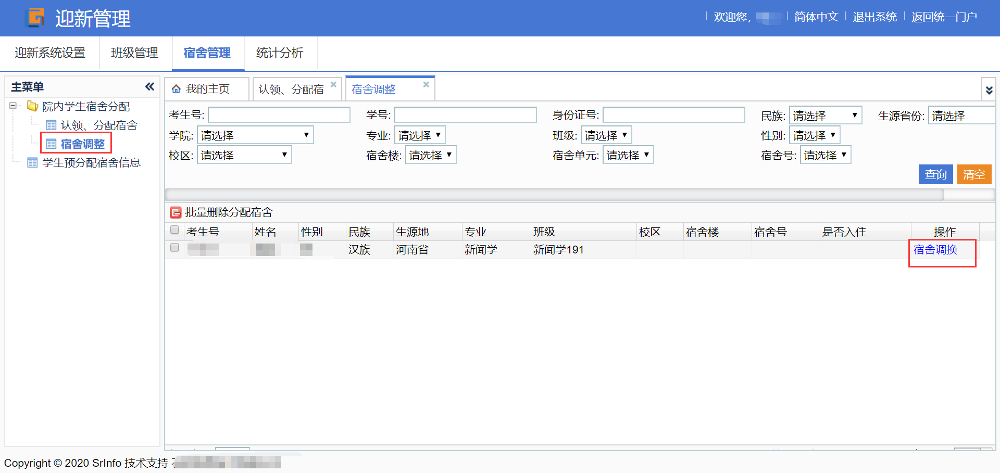 迎新管理
欢迎您,
简体中文
退出系统
返回统一门户
迎新系统设置
班级管理
宿舍管理
统计分析
主菜单
院内学生宿舍分配
认领、分配宿舍
宿舍调整
学生预分配宿舍信息
我的主页
认领、分配宿
宿舍调整
考生号:
学号:
身份证号:
民族: 请选择
生源省份: 请选择
学院: 请选择
专业: 请选择
班级: 请选择
性别: 请选择
校区: 请选择
宿舍楼: 请选择
宿舍单元: 请选择
宿舍号: 请选择
查询
清空
批量删除分配宿舍
考生号 姓名 性别 民族 生源地 专业 班级 校区 宿舍楼 宿舍号 是否入住 操作
汉族 河南省 新闻学 新闻学191 宿舍调换
Copyright © 2020 SrInfo 技术支持